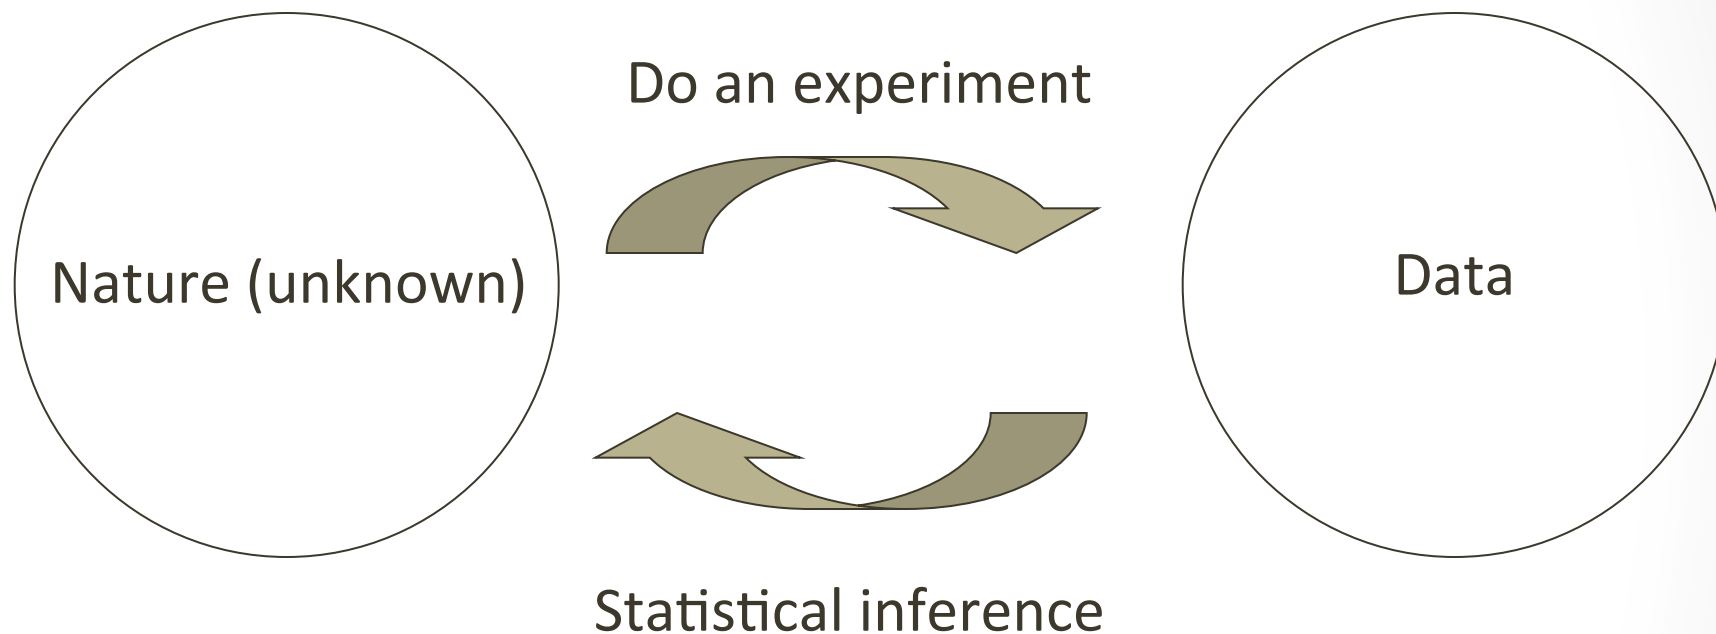 Do an experiment
Nature (unknown)
Data
Statistical inference